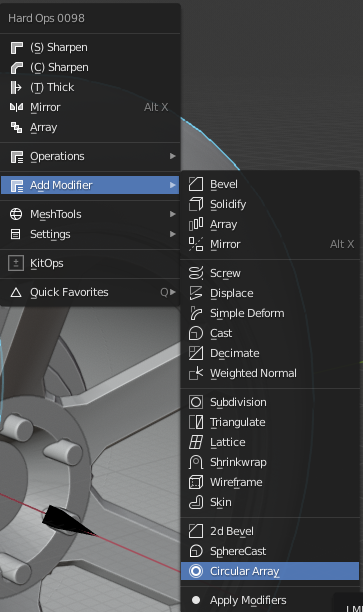 Hard Ops 0098
(S) Sharpen
(C) Sharpen
(T) Thick
Mirror Alt X
Array
Operations
Add Modifier
MeshTools
Settings
KitOps
Quick Favorites Q
Bevel
Solidify
Array
Mirror Alt X
Screw
Displace
Simple Deform
Cast
Decimate
Weighted Normal
Subdivision
Triangulate
Lattice
Shrinkwrap
Wireframe
Skin
2d Bevel
SphereCast
Circular Array
Apply Modifiers